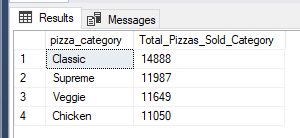 Results Messages
pizza_category Total_Pizzas_Sold_Category
1 Classic 14888
2 Supreme 11987
3 Veggie 11649
4 Chicken 11050